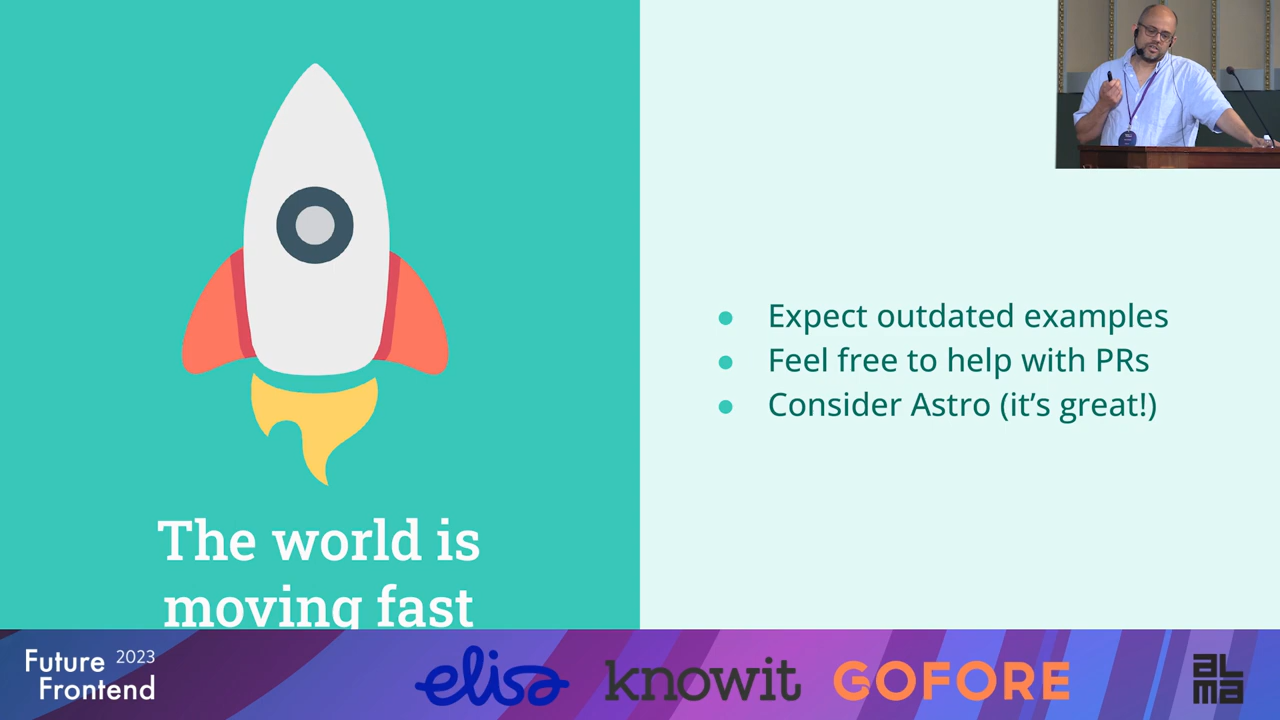 The world is
moving fast
● Expect outdated examples
● Feel free to help with PRs
● Consider Astro (it's great!)
Future 2023
Frontend
elisa
knowit
GOFORE
aLma